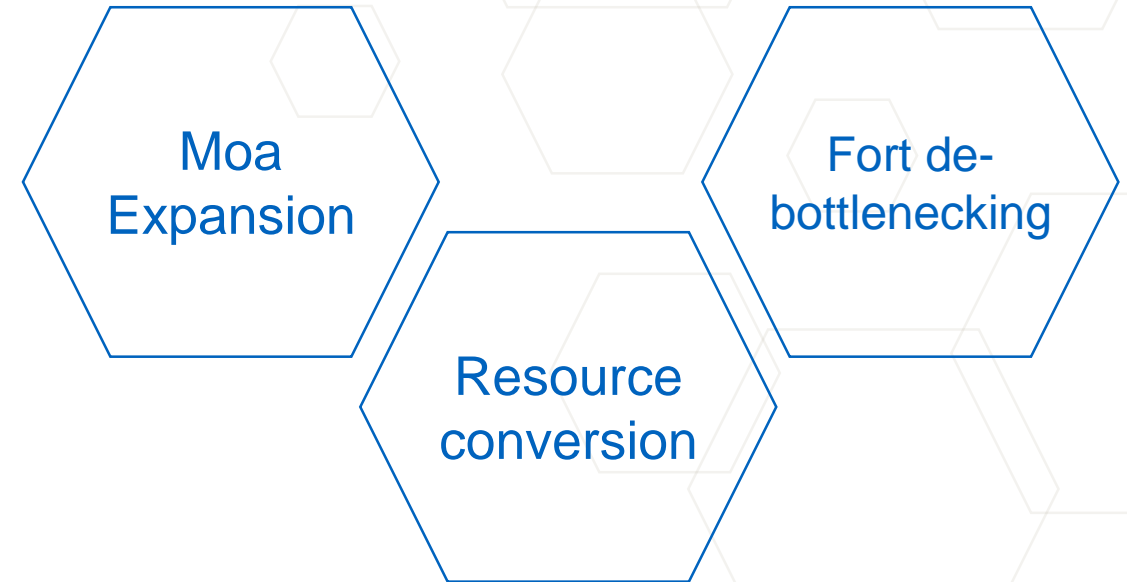 Moa
Expansion
Fort de-
bottlenecking
Resource
conversion